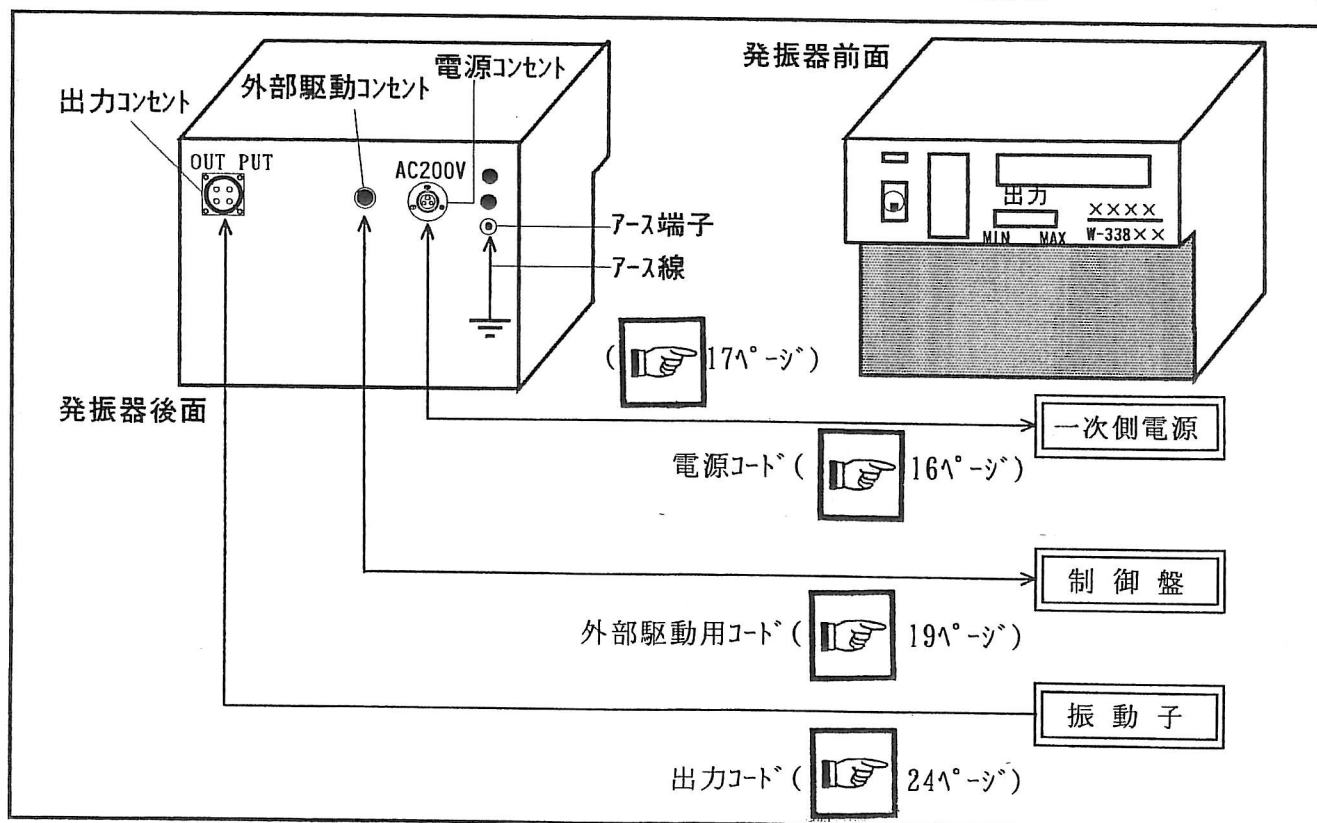 発振器前面
電源コンセント
外部駆動コンセント
出力コンセント
OUT PUT
AC200V
アース端子
アース線
出力
MIN MAX
××××
W-338××
発振器後面
(17ページ)
一次側電源
電源コード(16ページ)
制御盤
外部駆動用コード(19ページ)
振動子
出力コード(24ページ)